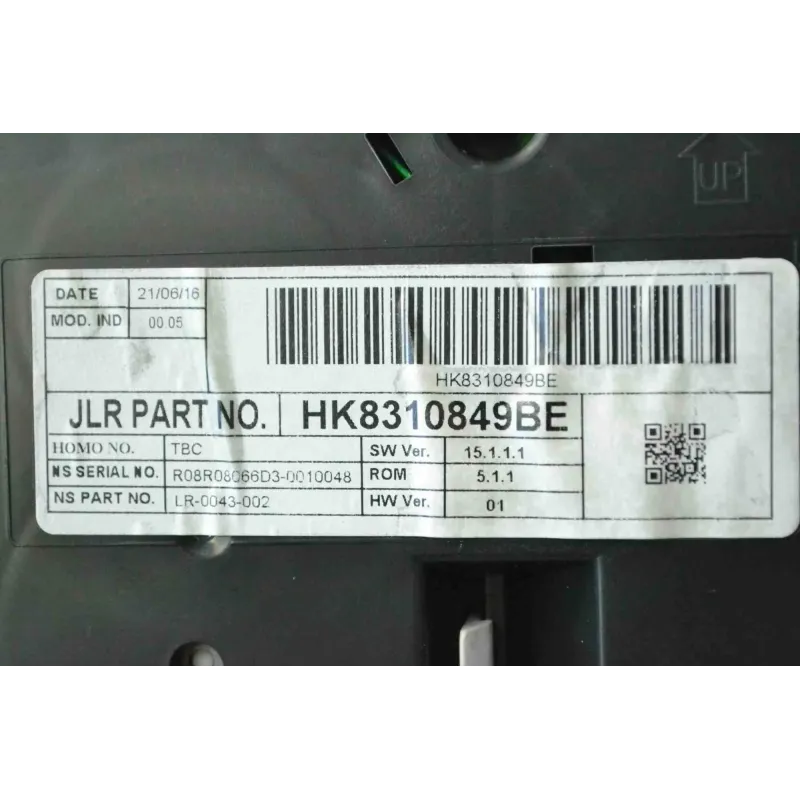 UP
DATE 21/06/16
MOD. IND 00 05
HK8310849BE
JLR PART NO. HK8310849BE
HOMO NO. TBC SW Ver. 15.1.1.1
NS SERIAL NO. R08R08066D3-0010048 ROM 5.1.1
NS PART NO. LR-0043-002 HW Ver. 01